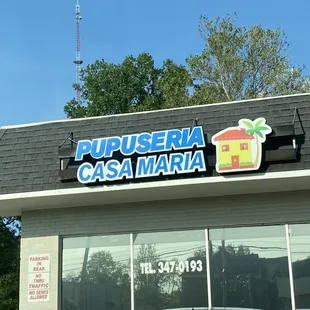 PUPUSERIA
CASA MARIA
TEL. 347-0193
PARKING
IN REAR
NO
THRU
TRAFFIC
NO
SEMIS
ALLOWED